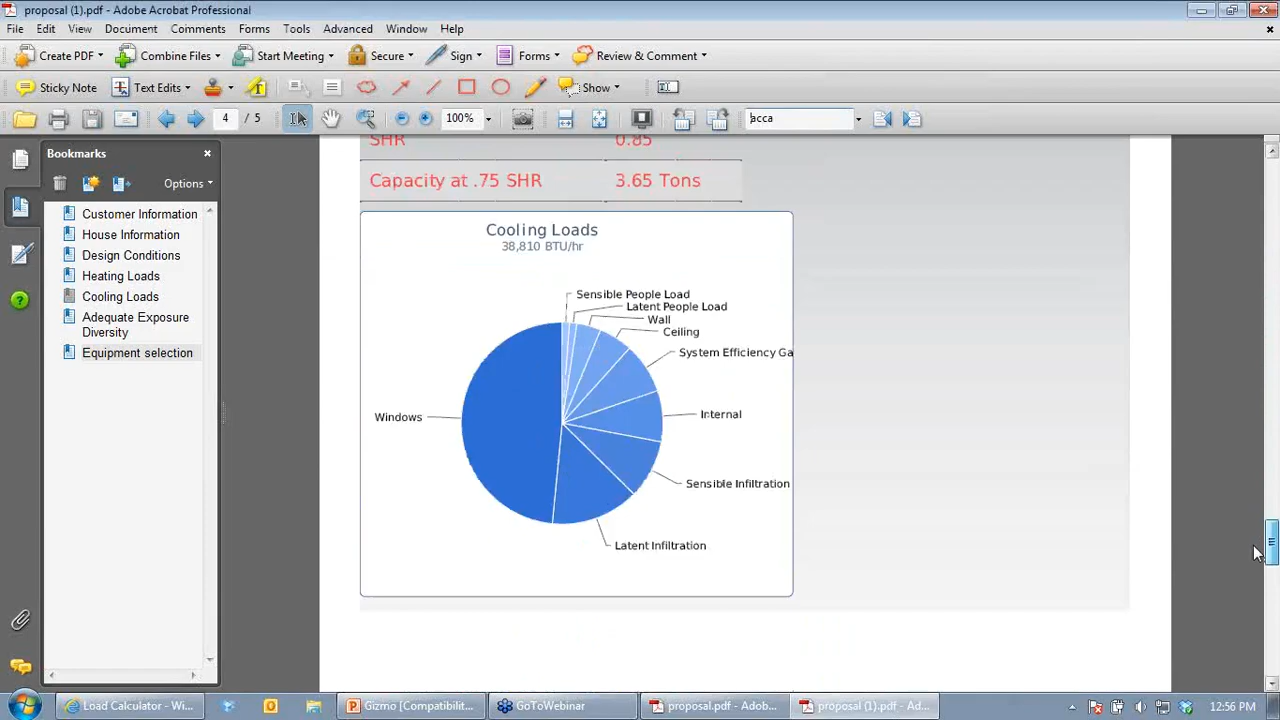 proposal (1).pdf - Adobe Acrobat Professional
File Edit View Document Comments Forms Tools Advanced Window Help
Create PDF Combine Files Start Meeting Secure Sign Forms Review & Comment
Sticky Note Text Edits Show
4 / 5 100% acca
Bookmarks
Options
Customer Information
House Information
Design Conditions
Heating Loads
Cooling Loads
Adequate Exposure
Diversity
Equipment selection
SHR 0.85
Capacity at .75 SHR 3.65 Tons
Cooling Loads
38,810 BTU/hr
Sensible People Load
Latent People Load
Wall
Ceiling
System Efficiency Ga
Internal
Windows
Sensible Infiltration
Latent Infiltration
Load Calculator - Wi... Gizmo [Compatibilit... GoToWebinar proposal.pdf - Adob... proposal (1).pdf - Ad... 12:56 PM